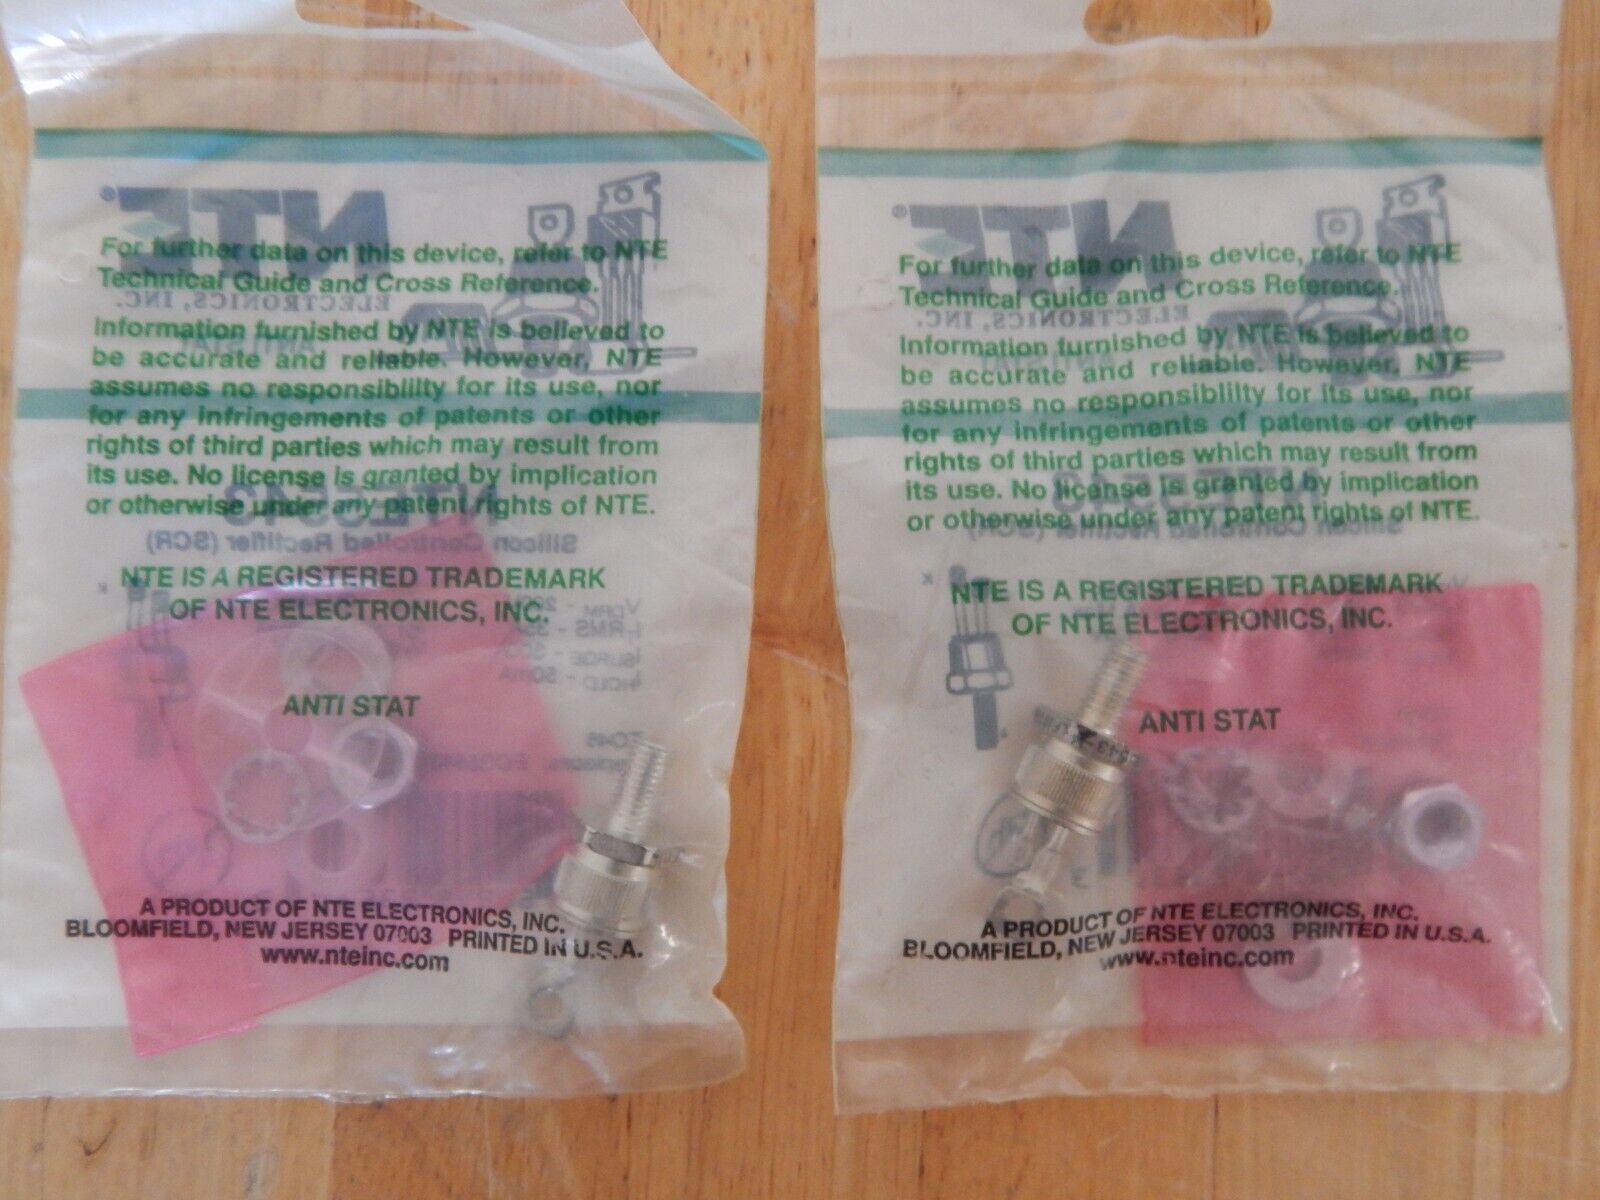 For further data on this device, refer to NTE
Technical Guide and Cross Reference.
Information furnished by NTE is believed to
be accurate and reliable. However, NTE
assumes no responsibility for its use, nor
for any infringements of patents or other
rights of third parties which may result from
its use. No license is granted by implication
or otherwise under any patent rights of NTE.
NTE IS A REGISTERED TRADEMARK
OF NTE ELECTRONICS, INC.
ANTI STAT
A PRODUCT OF NTE ELECTRONICS, INC.
BLOOMFIELD, NEW JERSEY 07003 PRINTED IN U.S.A.
www.nteinc.com
NTE®
ELECTRONICS, INC.
NTE5543
Silicon Controlled Rectifier (SCR)
For further data on this device, refer to NTE
Technical Guide and Cross Reference.
Information furnished by NTE is believed to
be accurate and reliable. However, NTE
assumes no responsibility for its use, nor
for any infringements of patents or other
rights of third parties which may result from
its use. No license is granted by implication
or otherwise under any patent rights of NTE.
NTE IS A REGISTERED TRADEMARK
OF NTE ELECTRONICS, INC.
ANTI STAT
A PRODUCT OF NTE ELECTRONICS, INC.
BLOOMFIELD, NEW JERSEY 07003 PRINTED IN U.S.A.
www.nteinc.com
NTE®
ELECTRONICS, INC.
NTE5543
Silicon Controlled Rectifier (SCR)